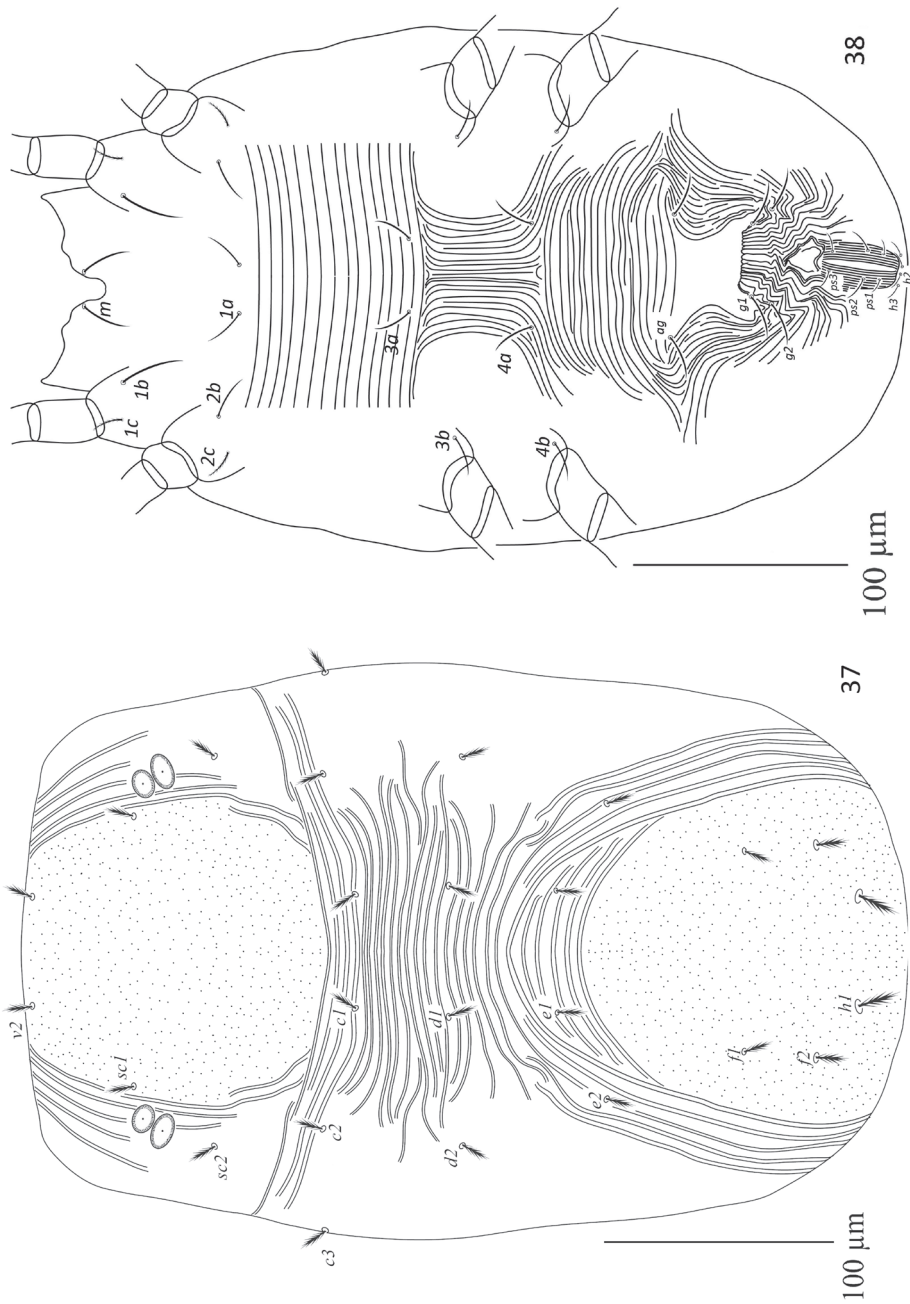 v2
sc1
sc2
c1
c2
c3
d1
d2
e1
e2
f1
f2
h1
37
100 µm
m
1b
1c
1a
2b
2c
3a
3b
4a
4b
ag
g1
g2
ps3
ps2
ps1
h3
h2
38
100 µm